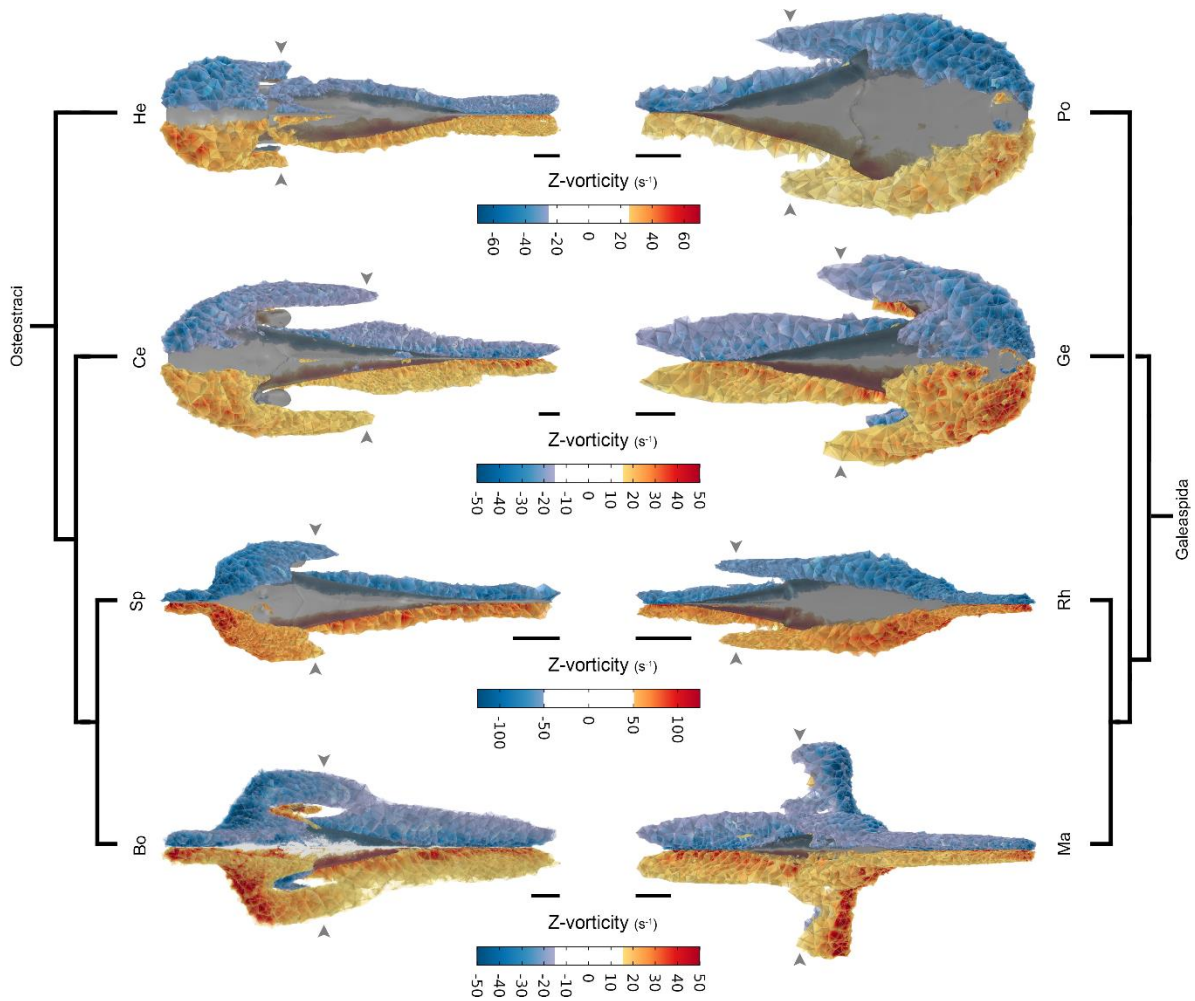 Osteostraci
He
Ce
Sp
Bo
Z-vorticity (s⁻¹)
-60 -40 -20 0 20 40 60
Z-vorticity (s⁻¹)
-50 -40 -30 -20 -10 0 10 20 30 40 50
Z-vorticity (s⁻¹)
-100 -50 0 50 100
Z-vorticity (s⁻¹)
-50 -40 -30 -20 -10 0 10 20 30 40 50
Po
Ge
Rh
Ma
Galeaspida